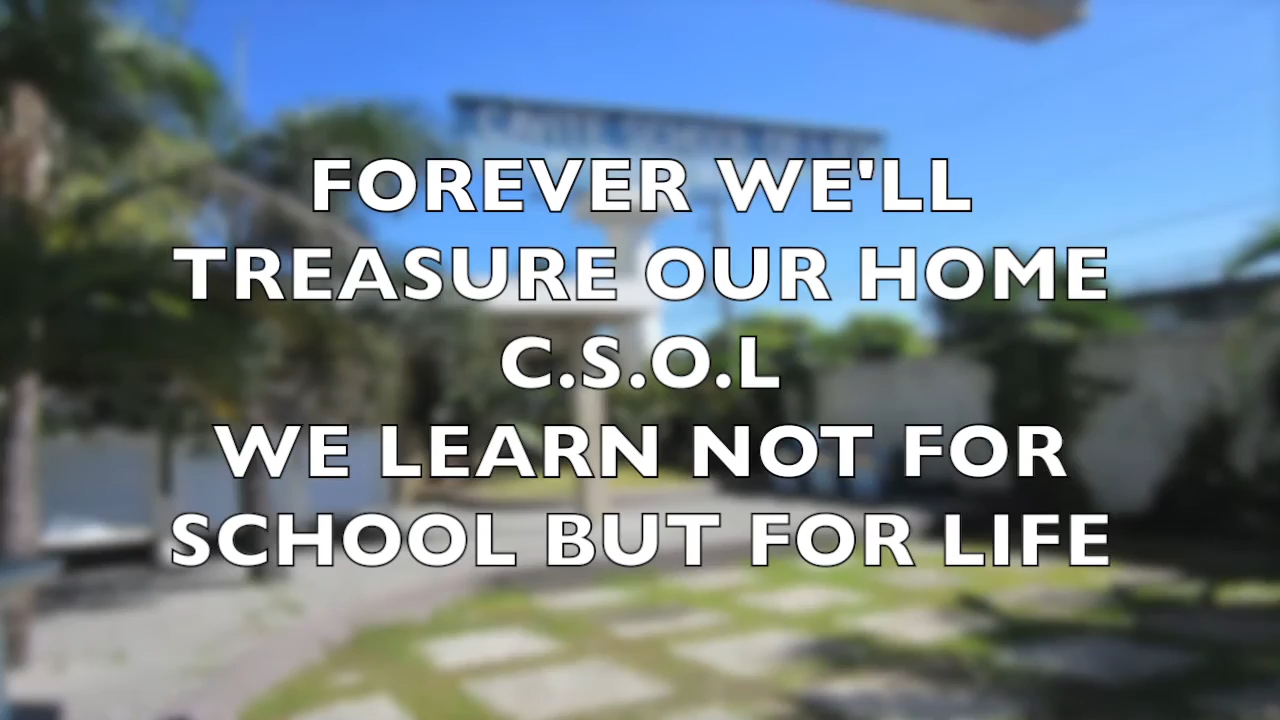 FOREVER WE'LL
TREASURE OUR HOME
C.S.O.L
WE LEARN NOT FOR
SCHOOL BUT FOR LIFE